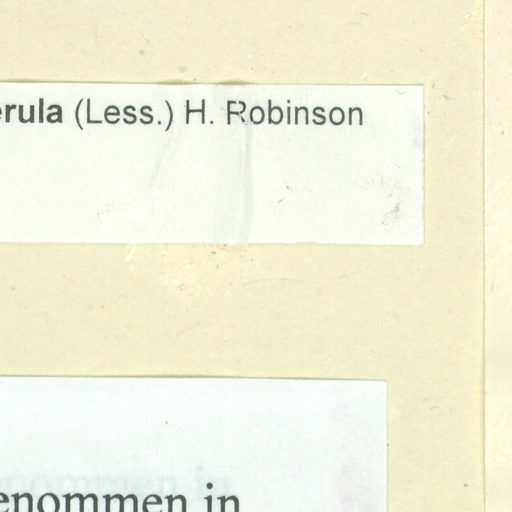 erula (Less.) H. Robinson
enommen in